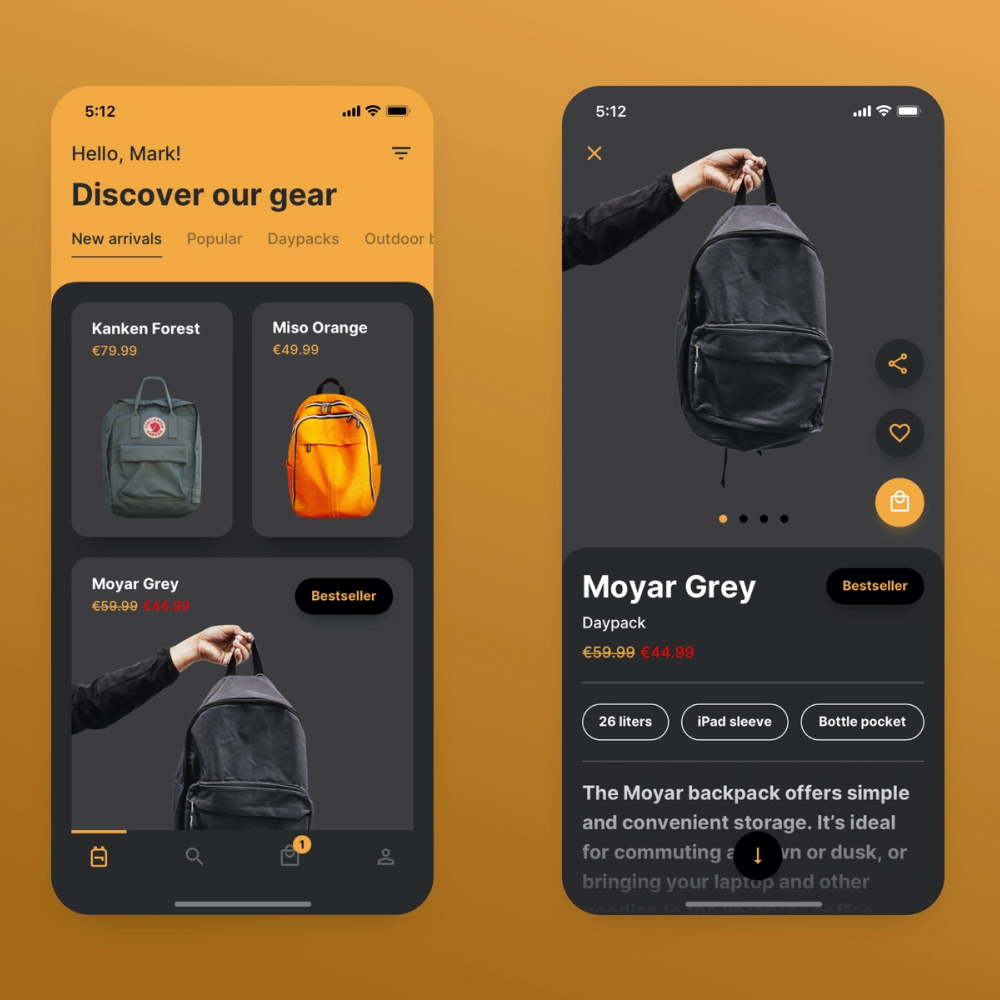 5:12
Hello, Mark!
Discover our gear
New arrivals Popular Daypacks Outdoor
Kanken Forest
€79.99
Miso Orange
€49.99
Moyar Grey
€59.99 €44.99
Bestseller
1
5:12
Moyar Grey
Bestseller
Daypack
€59.99 €44.99
26 liters iPad sleeve Bottle pocket
The Moyar backpack offers simple
and convenient storage. It’s ideal
for commuting or dusk, or
bringing your laptop and other